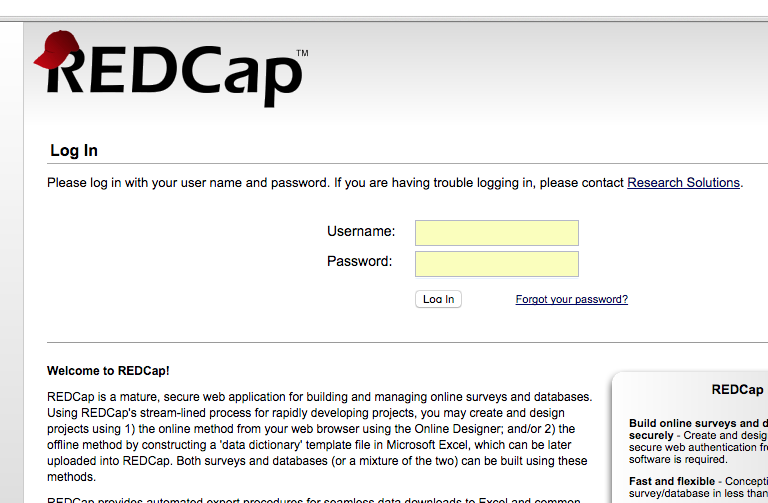 REDCap™
Log In
Please log in with your user name and password. If you are having trouble logging in, please contact Research Solutions.
Username:
Password:
Log In
Forgot your password?
Welcome to REDCap!
REDCap is a mature, secure web application for building and managing online surveys and databases.
Using REDCap's stream-lined process for rapidly developing projects, you may create and design
projects using 1) the online method from your web browser using the Online Designer; and/or 2) the
offline method by constructing a 'data dictionary' template file in Microsoft Excel, which can be later
uploaded into REDCap. Both surveys and databases (or a mixture of the two) can be built using these
methods.
REDCap provides automated export procedures for seamless data downloads to Excel and common
REDCap
Build online surveys and d
securely - Create and desig
secure web authentication fr
software is required.
Fast and flexible - Concepti
survey/database in less than